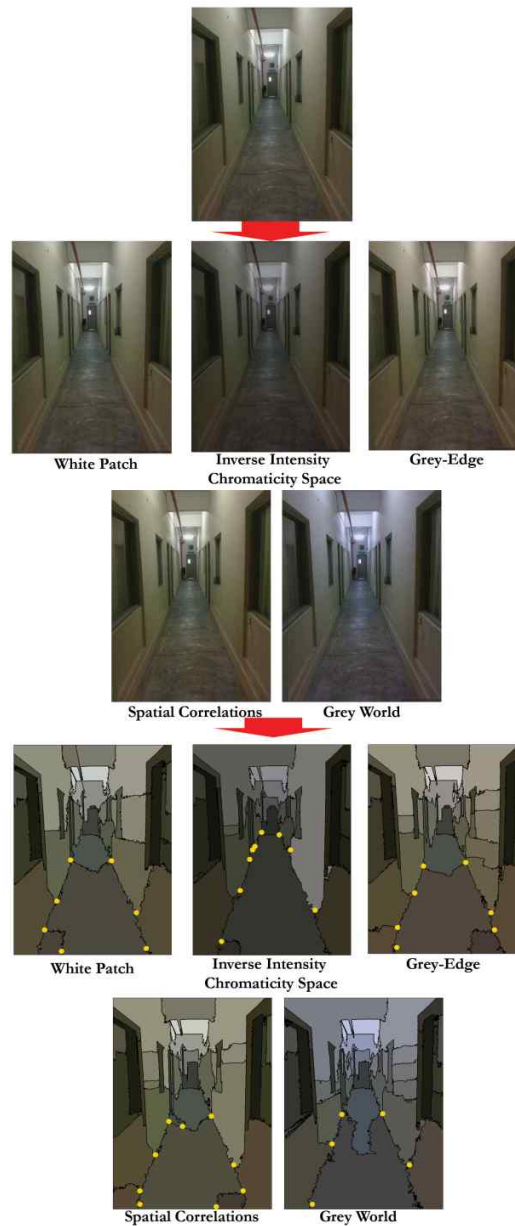 White Patch
Inverse Intensity
Chromaticity Space
Grey-Edge
Spatial Correlations
Grey World
White Patch
Inverse Intensity
Chromaticity Space
Grey-Edge
Spatial Correlations
Grey World